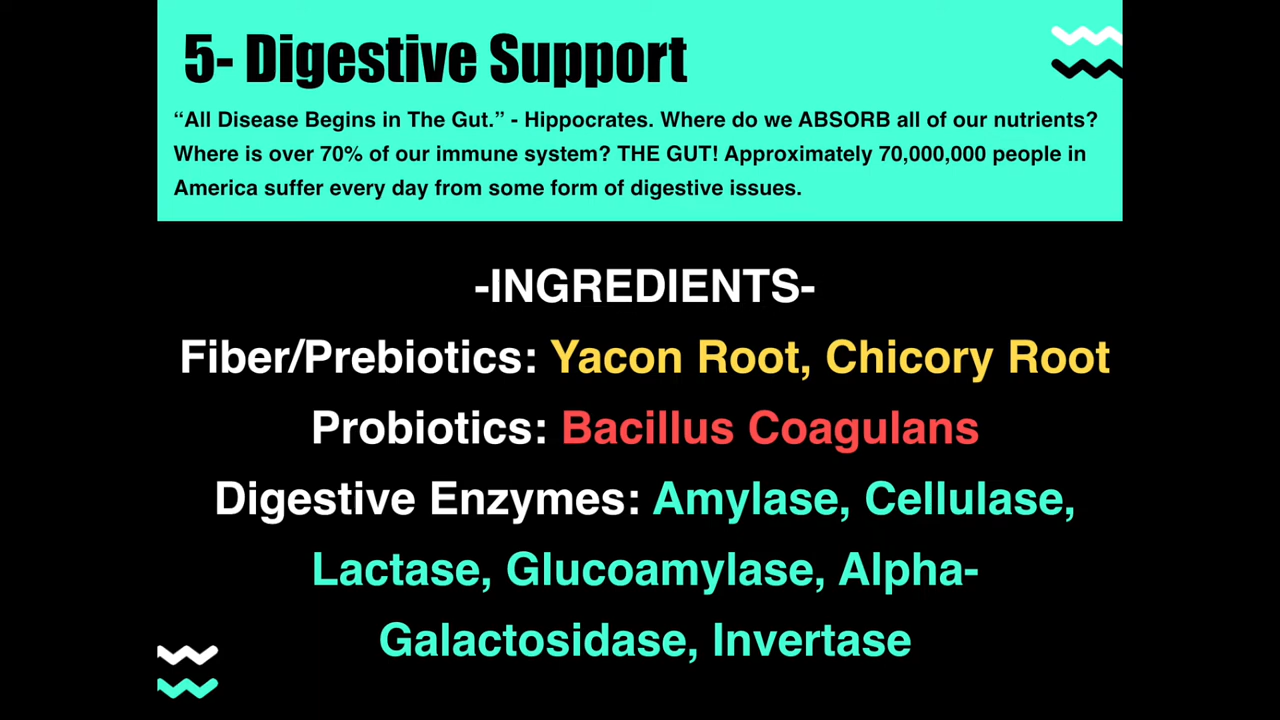 5- Digestive Support
“All Disease Begins in The Gut.” - Hippocrates. Where do we ABSORB all of our nutrients?
Where is over 70% of our immune system? THE GUT! Approximately 70,000,000 people in
America suffer every day from some form of digestive issues.
-INGREDIENTS-
Fiber/Prebiotics: Yacon Root, Chicory Root
Probiotics: Bacillus Coagulans
Digestive Enzymes: Amylase, Cellulase,
Lactase, Glucoamylase, Alpha-
Galactosidase, Invertase